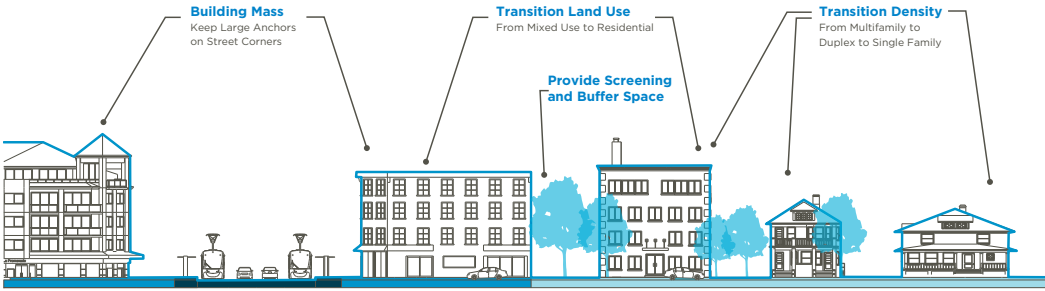 Building Mass
Keep Large Anchors
on Street Corners
Transition Land Use
From Mixed Use to Residential
Provide Screening
and Buffer Space
Transition Density
From Multifamily to
Duplex to Single Family